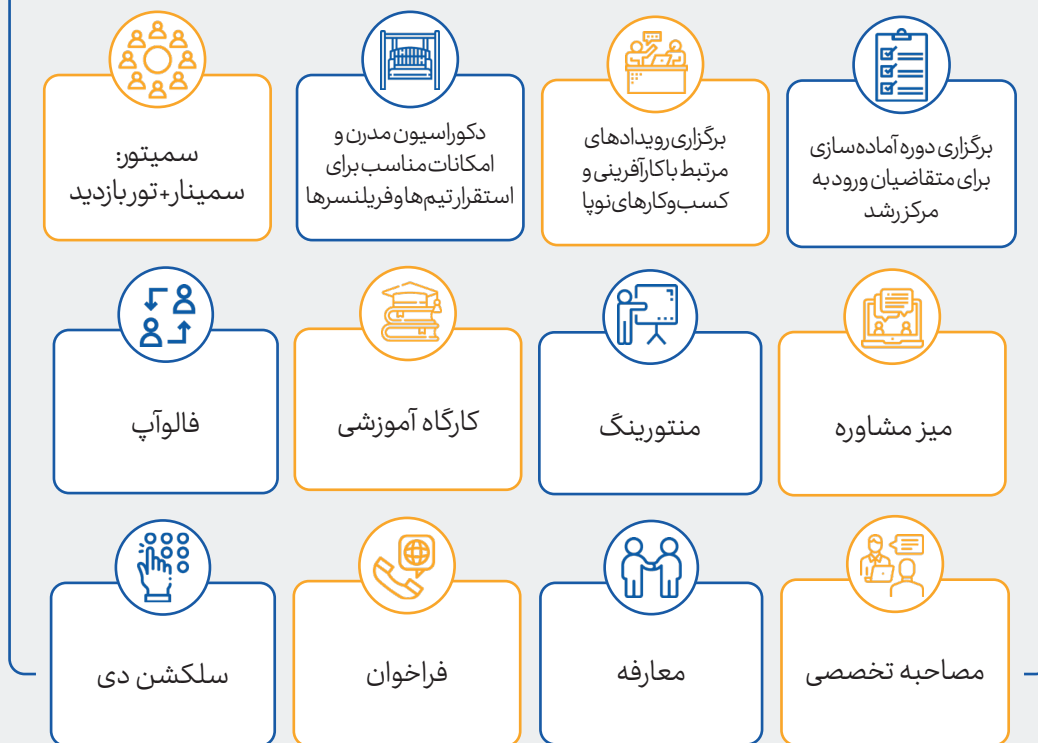 برگزاری دوره آماده‌سازی
برای متقاضیان ورود به
مرکز رشد
برگزاری رویدادهای
مرتبط با کارآفرینی و
کسب‌وکارهای نوپا
دکوراسیون مدرن و
امکانات مناسب برای
استقرار تیم‌ها و فریلنسرها
سمیتور:
سمینار+تور بازدید
میز مشاوره
منتورینگ
کارگاه آموزشی
فالوآپ
مصاحبه تخصصی
معارفه
فراخوان
سلکشن دی